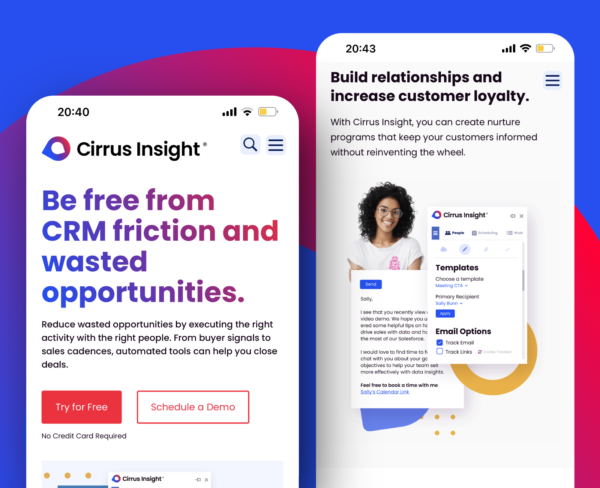 20:40
Cirrus Insight
Be free from
CRM friction and
wasted
opportunities.
Reduce wasted opportunities by executing the right
activity with the right people. From buyer signals to
sales cadences, automated tools can help you close
deals.
Try for Free
Schedule a Demo
No Credit Card Required
Cirrus Insight
20:43
Build relationships and
increase customer loyalty.
With Cirrus Insight, you can create nurture
programs that keep your customers informed
without reinventing the wheel.
Cirrus Insight
People
Scheduling
Work
Templates
Choose a template
Meeting CTA
Primary Recipient
Sally Bunn
Apply
Email Options
Track Email
Track Links
Send
Sally,
I see that you recently view
video demo. We hope you
ered some helpful tips on h
drive sales with data and h
the most of our Salesforce.
I would love to find time to
chat with you about your go
objectives to help your team sell
more effectively with data insights.
Feel free to book a time with me
Sally's Calendar Link